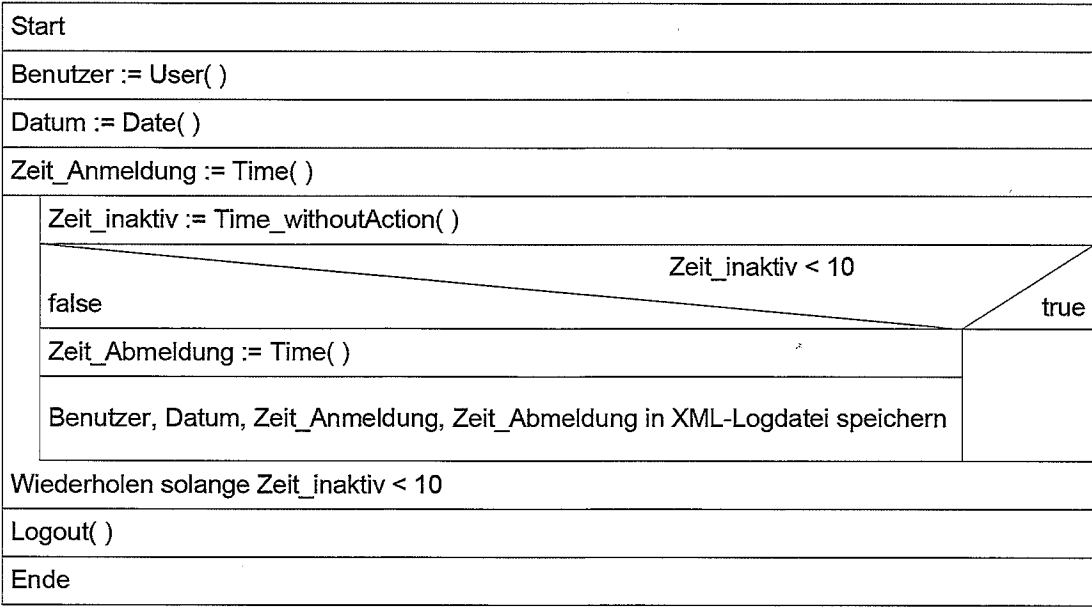 Start
Benutzer := User( )
Datum := Date( )
Zeit_Anmeldung := Time( )
Zeit_inaktiv := Time_withoutAction( )
Zeit_inaktiv < 10
false
true
Zeit_Abmeldung := Time( )
Benutzer, Datum, Zeit_Anmeldung, Zeit_Abmeldung in XML-Logdatei speichern
Wiederholen solange Zeit_inaktiv < 10
Logout( )
Ende